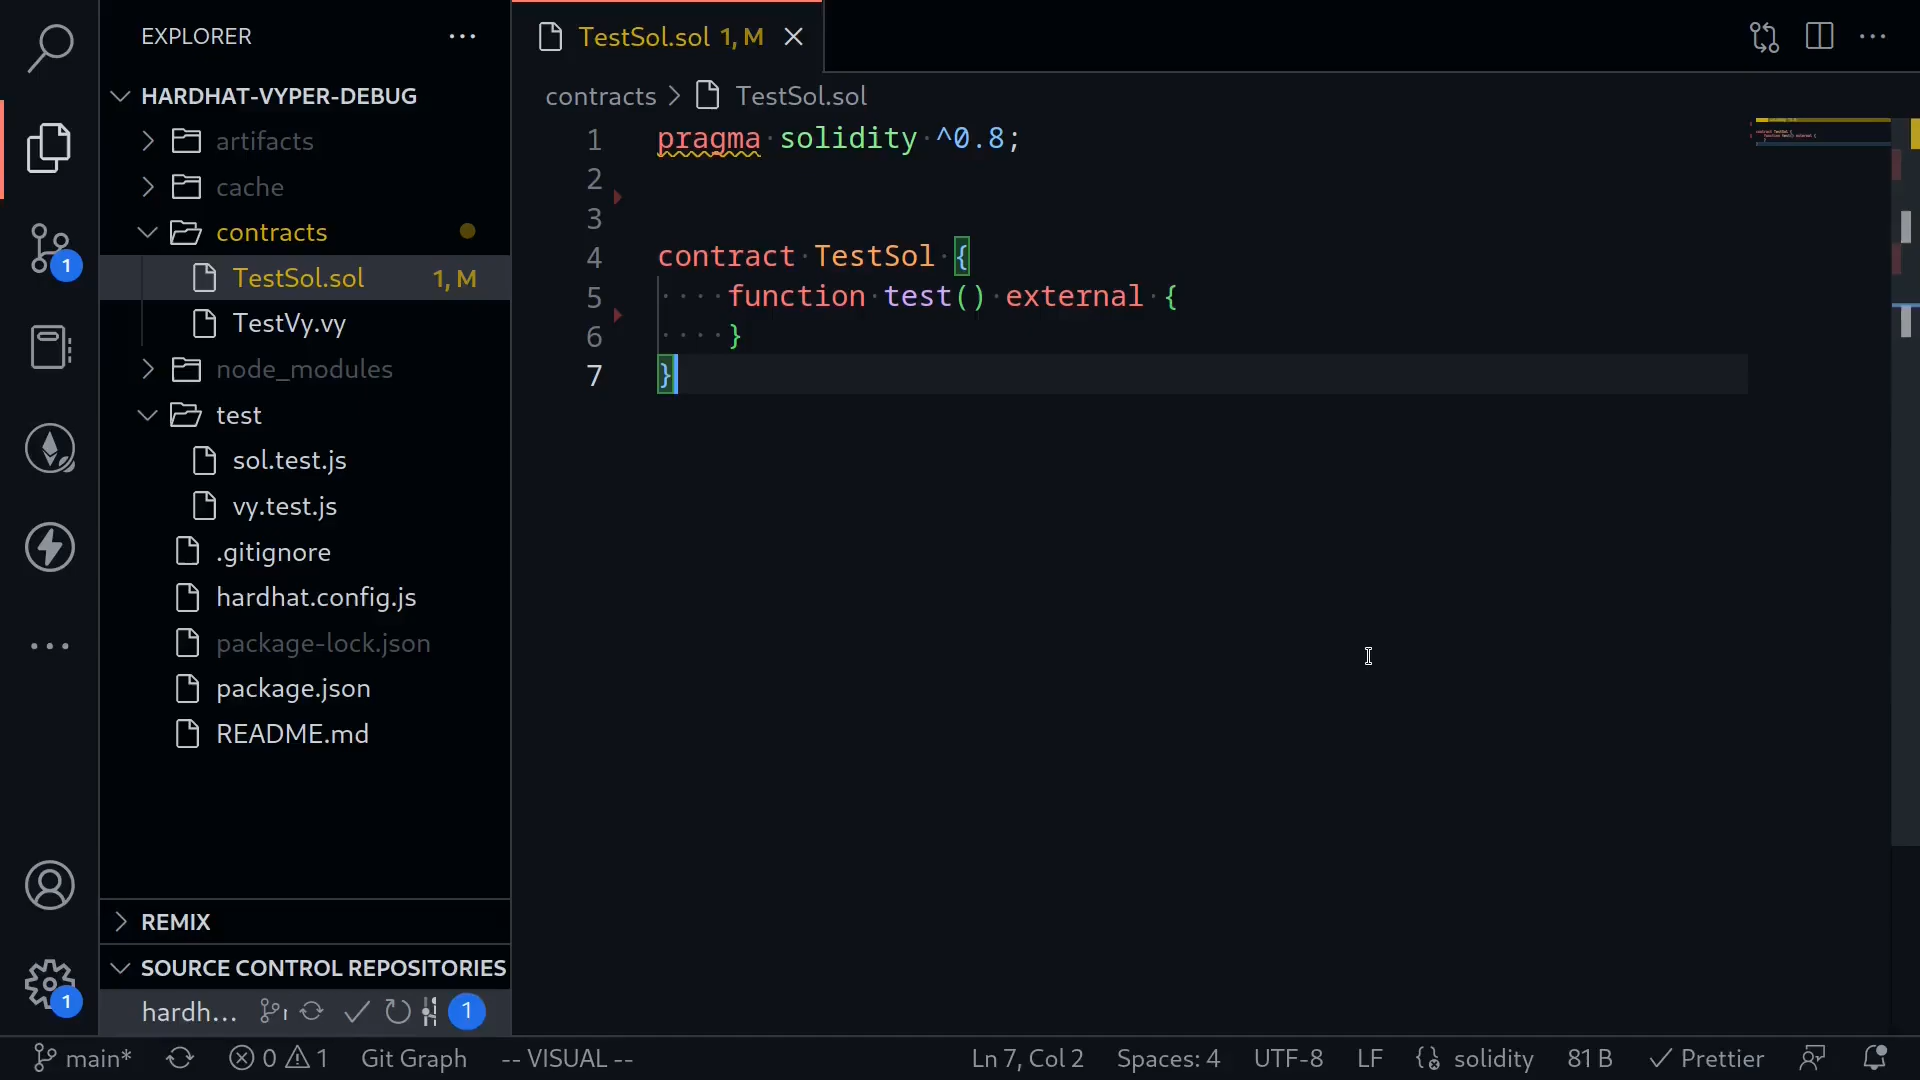 EXPLORER
HARDHAT-VYPER-DEBUG
artifacts
cache
contracts
TestSol.sol 1, M
TestVy.vy
node_modules
test
sol.test.js
vy.test.js
.gitignore
hardhat.config.js
package-lock.json
package.json
README.md
REMIX
SOURCE CONTROL REPOSITORIES
hardh... 1
1
1
TestSol.sol 1, M
contracts > TestSol.sol
1 pragma solidity ^0.8;
2
3
4 contract TestSol {
5 ····function·test()·external·{
6 ····}
7 }
main* 0 1 Git Graph -- VISUAL -- Ln 7, Col 2 Spaces: 4 UTF-8 LF solidity 81 B Prettier